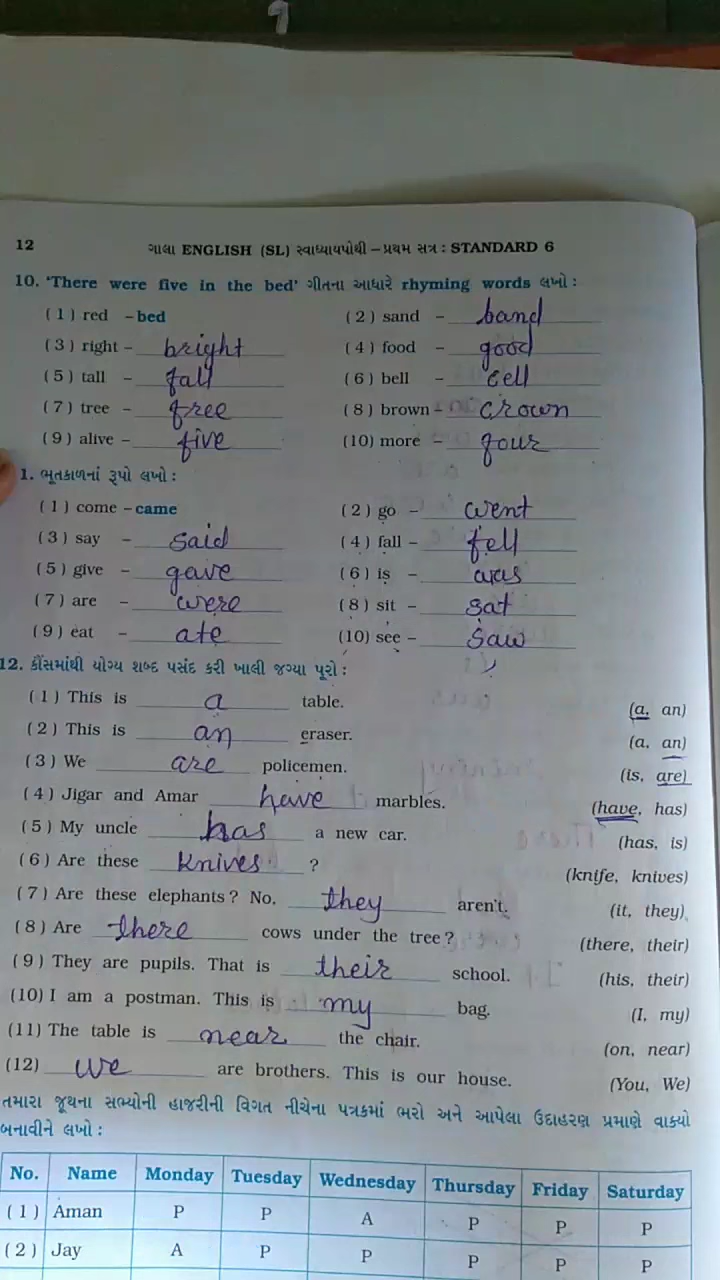 12 ગાલા ENGLISH (SL) સ્વાધ્યાયપોથી – પ્રથમ સત્ર : STANDARD 6
10. 'There were five in the bed' ગીતના આધારે rhyming words લખો :
(1) red - bed (2) sand - band
(3) right - bright (4) food - good
(5) tall - fall (6) bell - cell
(7) tree - free (8) brown - crown
(9) alive - five (10) more - four
1. ભૂતકાળનાં રૂપો લખો :
(1) come - came (2) go - went
(3) say - said (4) fall - fell
(5) give - gave (6) is - was
(7) are - were (8) sit - sat
(9) eat - ate (10) see - saw
12. કૌંસમાંથી યોગ્ય શબ્દ પસંદ કરી ખાલી જગ્યા પૂરો :
(1) This is a table. (a, an)
(2) This is an eraser. (a, an)
(3) We are policemen. (is, are)
(4) Jigar and Amar have marbles. (have, has)
(5) My uncle has a new car. (has, is)
(6) Are these knives ? (knife, knives)
(7) Are these elephants? No, they aren't. (it, they)
(8) Are there cows under the tree? (there, their)
(9) They are pupils. That is their school. (his, their)
(10) I am a postman. This is my bag. (I, my)
(11) The table is near the chair. (on, near)
(12) we are brothers. This is our house. (You, We)
તમારા જૂથના સભ્યોની હાજરીની વિગત નીચેના પત્રકમાં ભરો અને આપેલા ઉદાહરણ પ્રમાણે વાક્યો
બનાવીને લખો :
No. Name Monday Tuesday Wednesday Thursday Friday Saturday
(1) Aman P P A P P P
(2) Jay A P P P P P